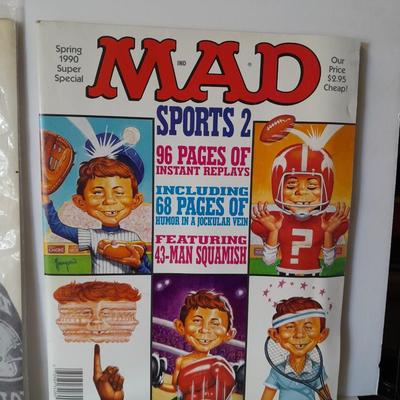 Spring
1990
Super
Special
MAD
IND
Our
Price
$2.95
Cheap!
SPORTS 2
96 PAGES OF
INSTANT REPLAYS
INCLUDING
68 PAGES OF
HUMOR IN A JOCKULAR VEIN
FEATURING
43-MAN SQUAMISH
?